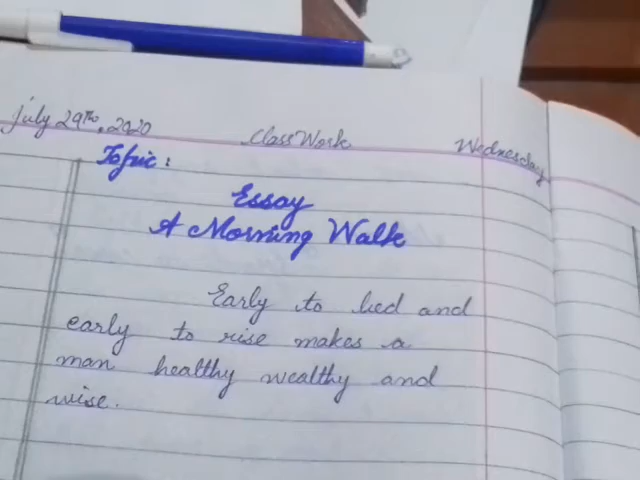 July 29Th, 2020 Class Work Wednesday
Topic:
Essay
A Morning Walk
Early to bed and
early to rise makes a
man healthy wealthy and
wise.